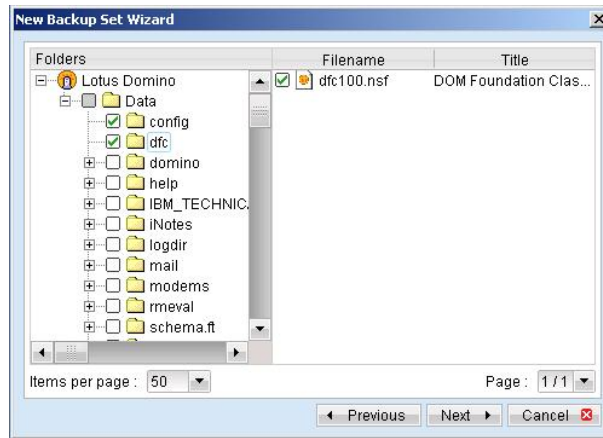 New Backup Set Wizard
Folders Filename Title
Lotus Domino
dfc100.nsf DOM Foundation Clas...
Data
config
dfc
domino
help
IBM_TECHNIC
iNotes
logdir
mail
modems
rmeval
schema.ft
Items per page : 50 Page : 1 / 1
Previous Next Cancel